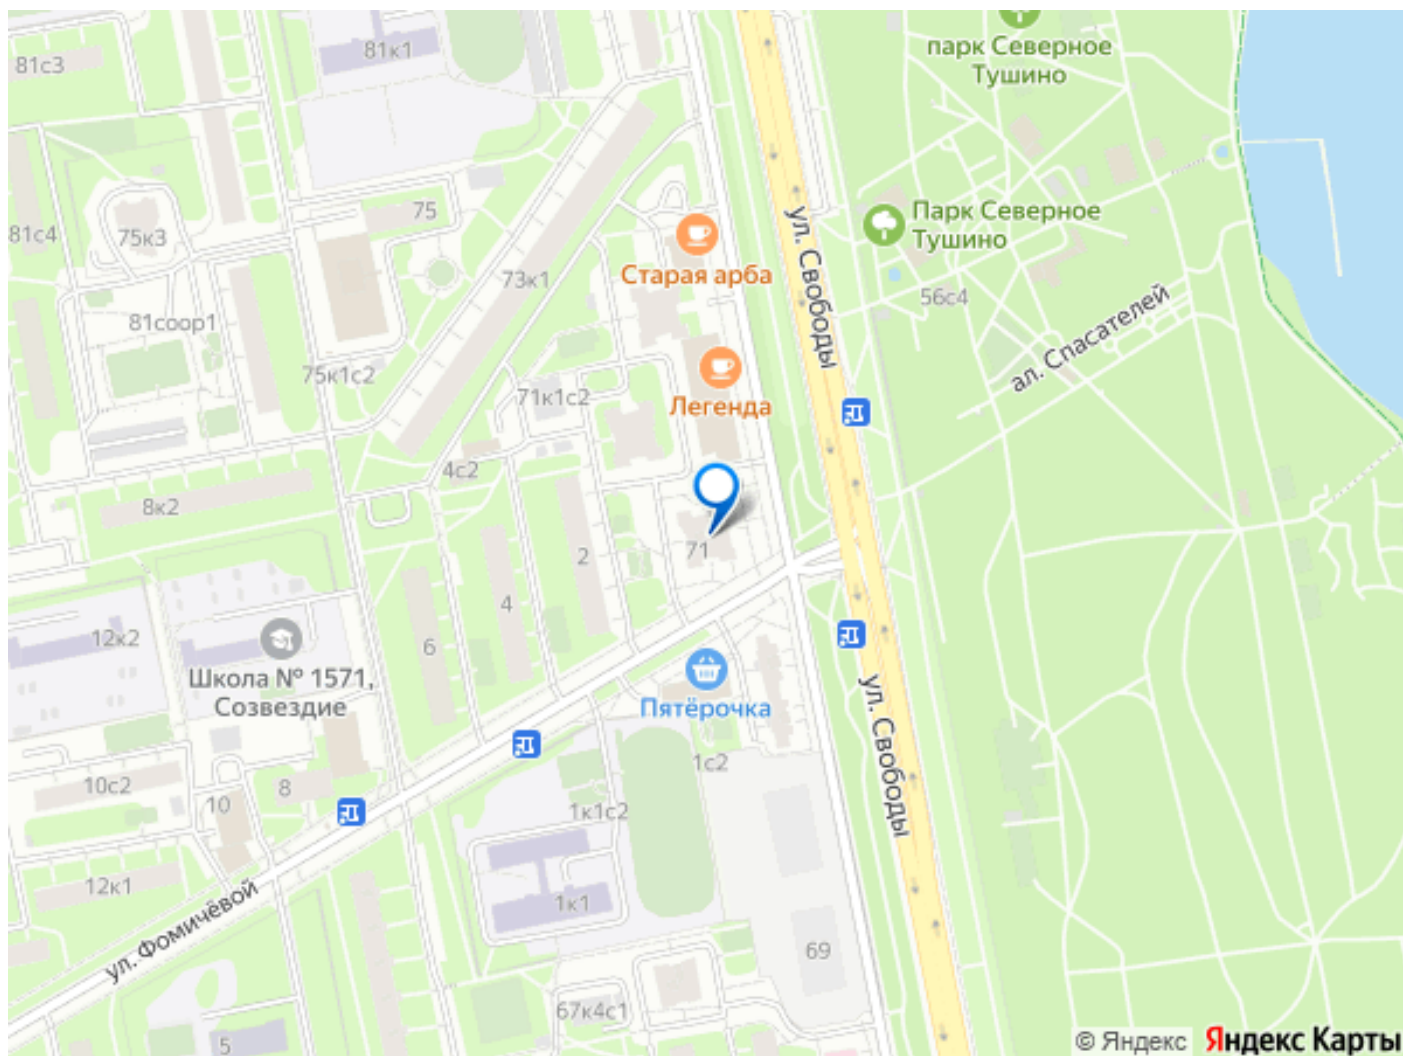 81с3
81к1
парк Северное
Тушино
75
Парк Северное
Тушино
81с4
75к3
Старая арба
73к1
ул. Свободы
56с4
ал. Спасателей
81соор1
75к1с2
71к1с2
Легенда
4с2
8к2
71
2
4
6
12к2
Школа № 1571,
Созвездие
Пятёрочка
ул. Свободы
1с2
10с2
8
10
1к1с2
12к1
1к1
ул. Фомичёвой
69
67к4с1
5
© Яндекс
Яндекс Карты